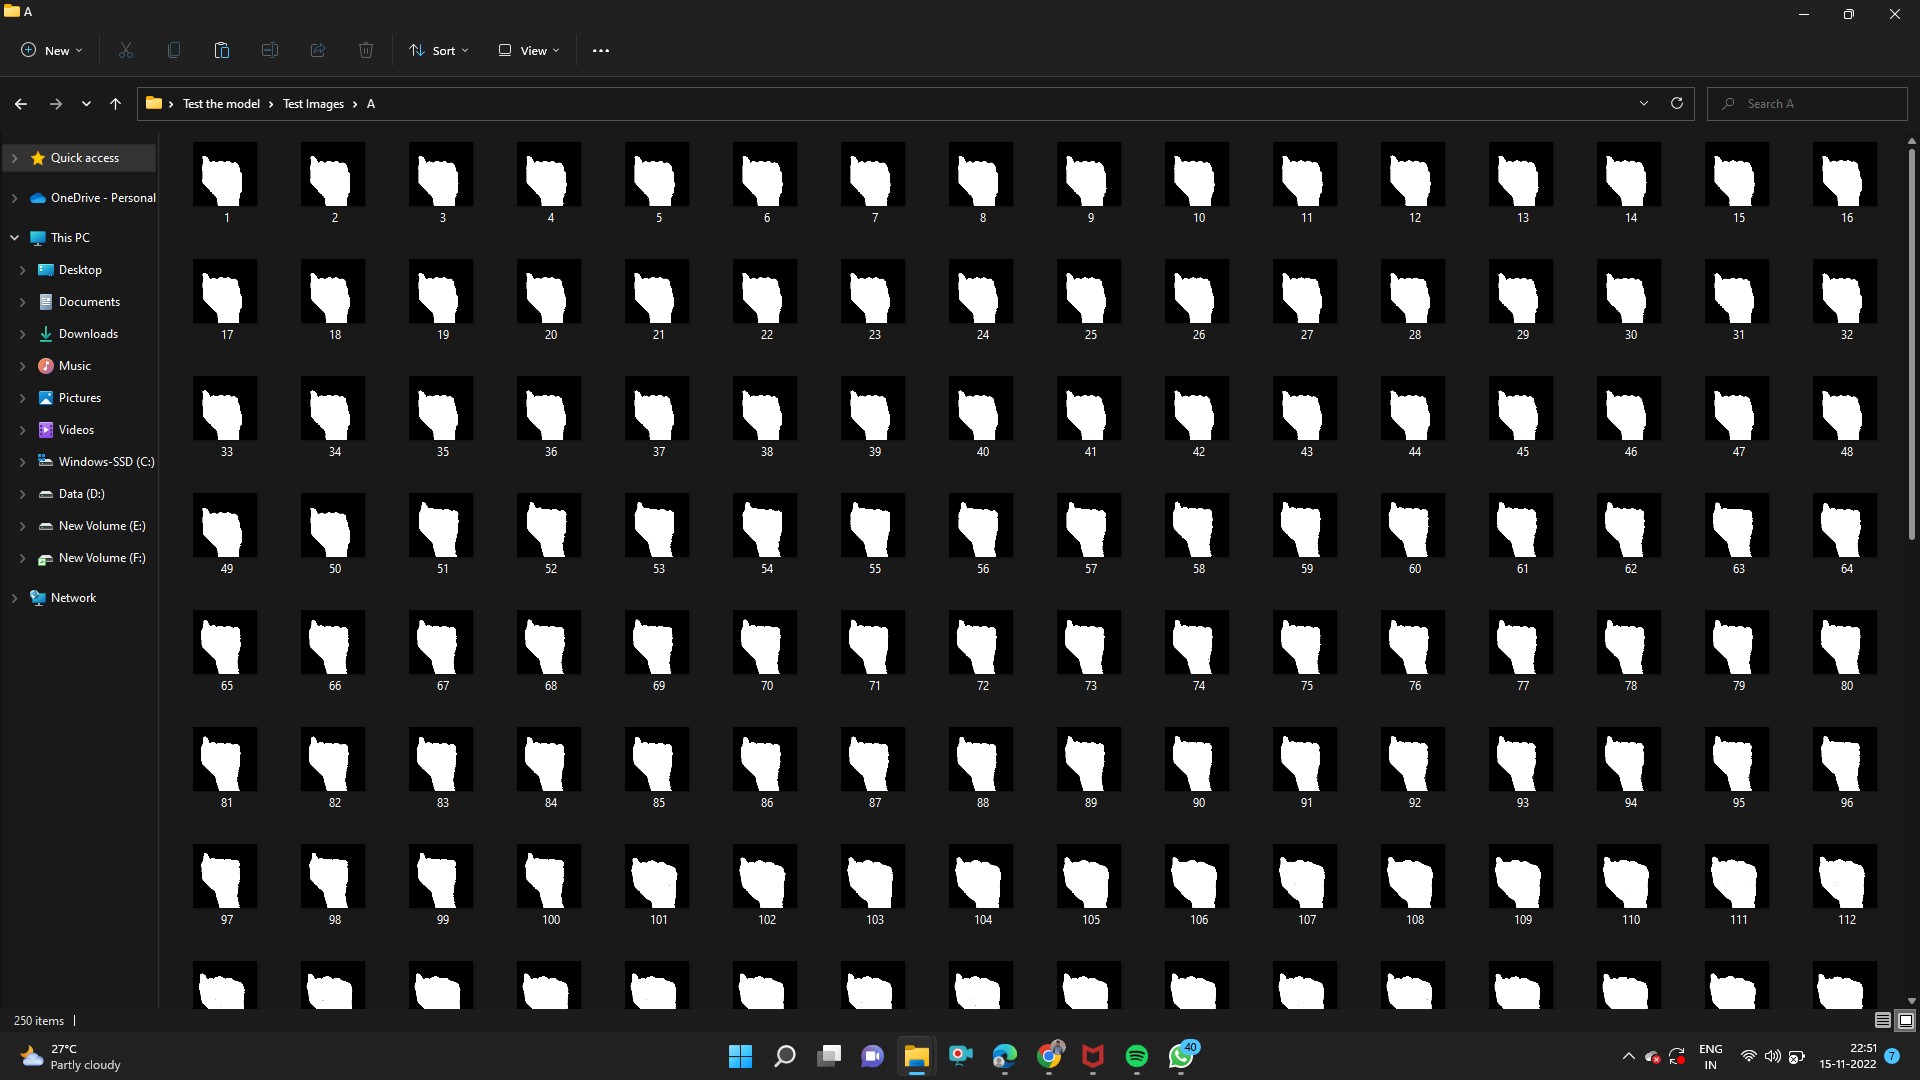 A
New
Sort
View
Test the model > Test Images > A
Search A
Quick access
OneDrive - Personal
This PC
Desktop
Documents
Downloads
Music
Pictures
Videos
Windows-SSD (C:)
Data (D:)
New Volume (E:)
New Volume (F:)
Network
1 2 3 4 5 6 7 8 9 10 11 12 13 14 15 16
17 18 19 20 21 22 23 24 25 26 27 28 29 30 31 32
33 34 35 36 37 38 39 40 41 42 43 44 45 46 47 48
49 50 51 52 53 54 55 56 57 58 59 60 61 62 63 64
65 66 67 68 69 70 71 72 73 74 75 76 77 78 79 80
81 82 83 84 85 86 87 88 89 90 91 92 93 94 95 96
97 98 99 100 101 102 103 104 105 106 107 108 109 110 111 112
250 items
27°C
Partly cloudy
40
ENG
IN
22:51
15-11-2022
7